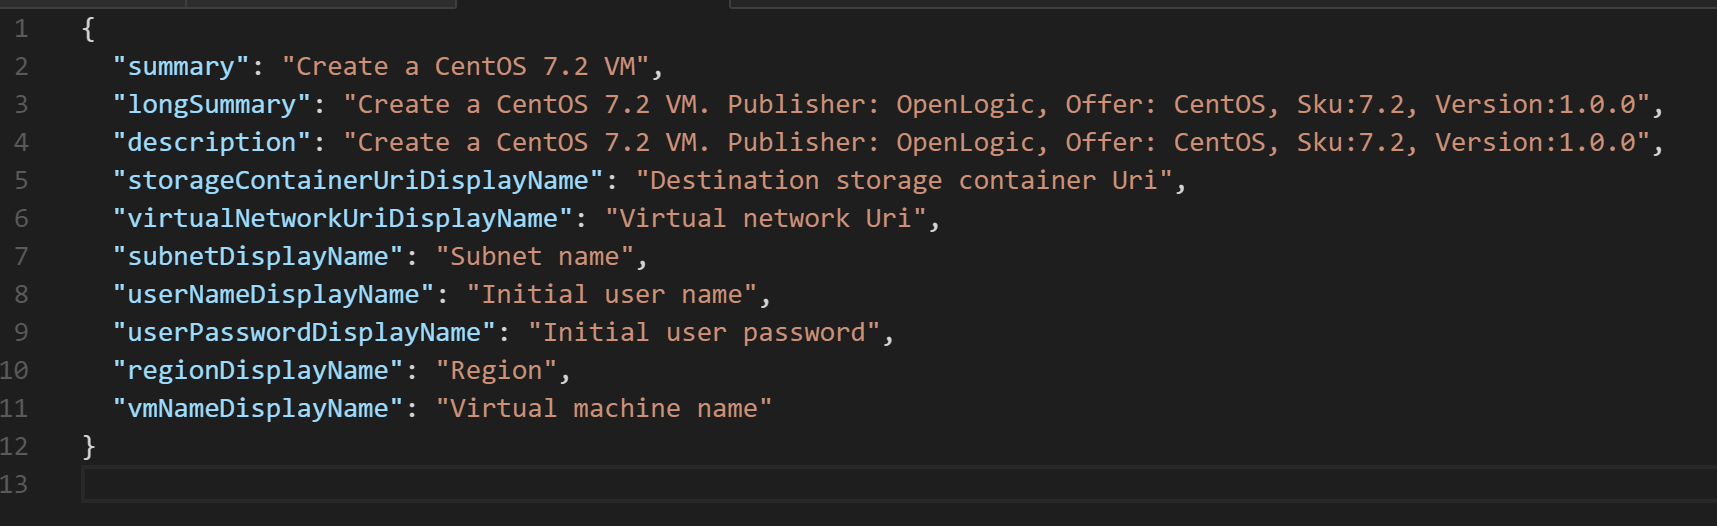 1 {
2 "summary": "Create a CentOS 7.2 VM",
3 "longSummary": "Create a CentOS 7.2 VM. Publisher: OpenLogic, Offer: CentOS, Sku:7.2, Version:1.0.0",
4 "description": "Create a CentOS 7.2 VM. Publisher: OpenLogic, Offer: CentOS, Sku:7.2, Version:1.0.0",
5 "storageContainerUriDisplayName": "Destination storage container Uri",
6 "virtualNetworkUriDisplayName": "Virtual network Uri",
7 "subnetDisplayName": "Subnet name",
8 "userNameDisplayName": "Initial user name",
9 "userPasswordDisplayName": "Initial user password",
10 "regionDisplayName": "Region",
11 "vmNameDisplayName": "Virtual machine name"
12 }
13